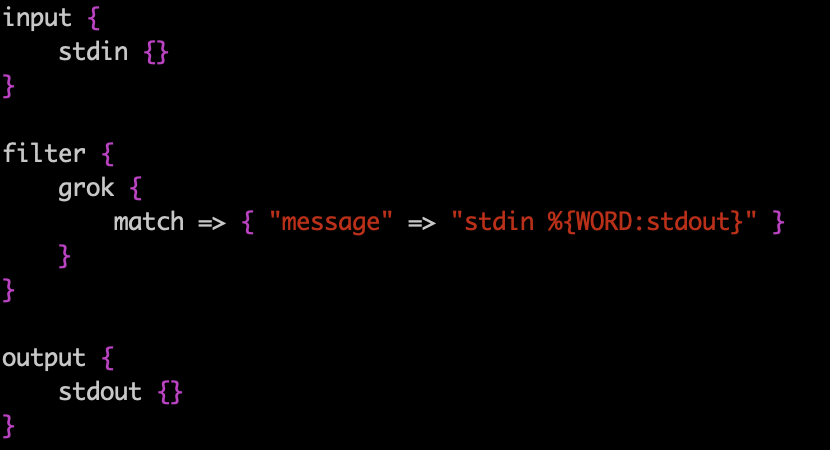 input {
    stdin {}
}

filter {
    grok {
        match => { "message" => "stdin %{WORD:stdout}" }
    }
}

output {
    stdout {}
}